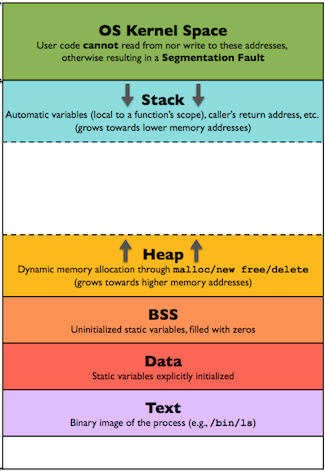 OS Kernel Space
User code cannot read from nor write to these addresses,
otherwise resulting in a Segmentation Fault
Stack
Automatic variables (local to a function's scope), caller's return address, etc.
(grows towards lower memory addresses)
Heap
Dynamic memory allocation through malloc/new free/delete
(grows towards higher memory addresses)
BSS
Uninitialized static variables, filled with zeros
Data
Static variables explicitly initialized
Text
Binary image of the process (e.g., /bin/ls)